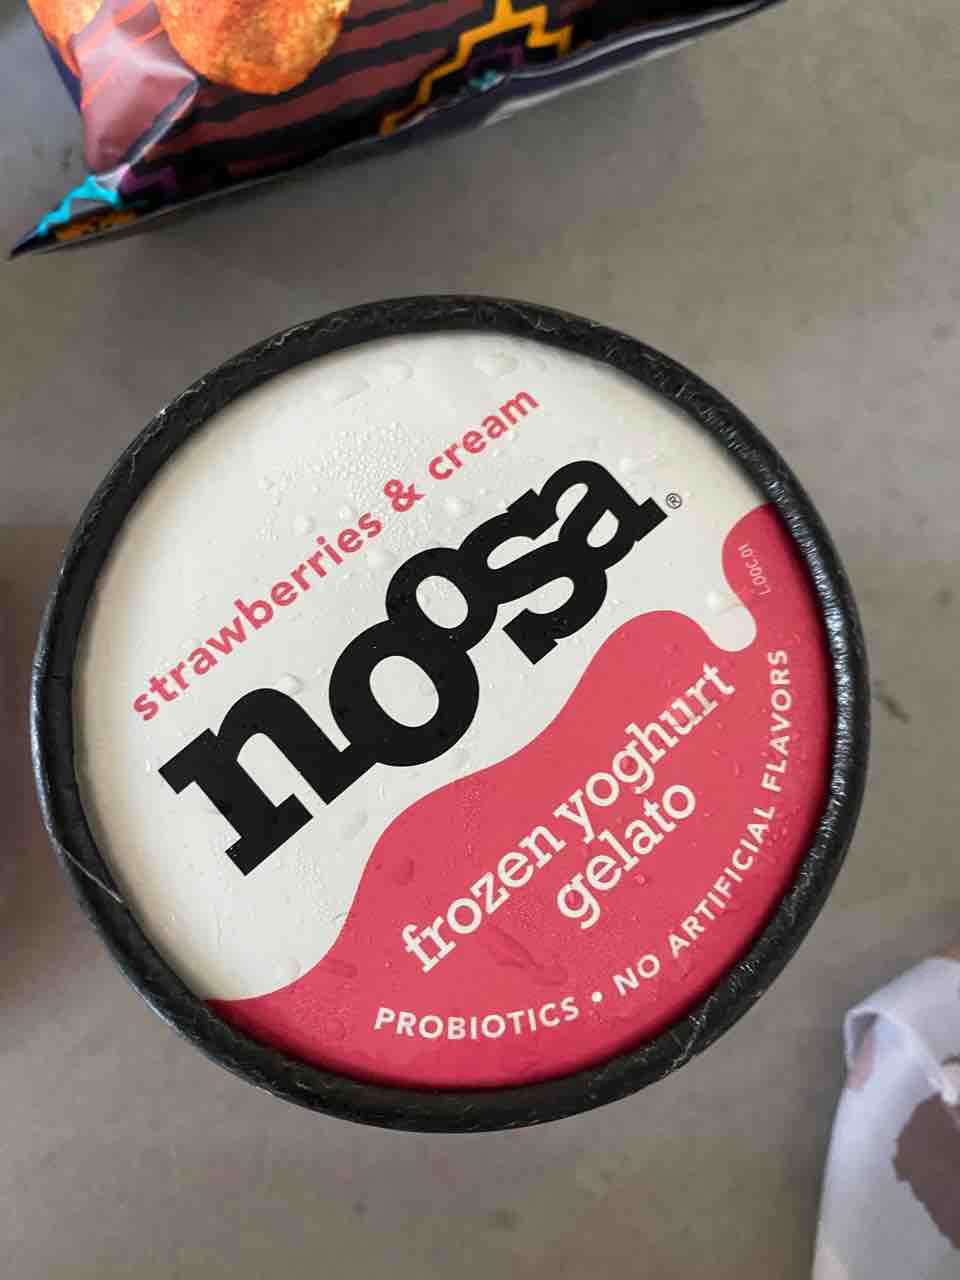 strawberries & cream
noosa®
frozen yoghurt
gelato
PROBIOTICS • NO ARTIFICIAL FLAVORS